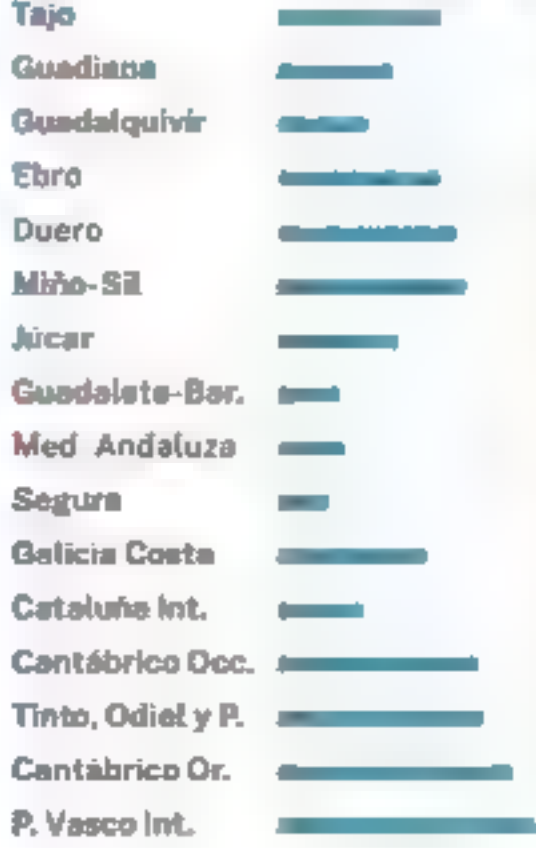 Tajo
Guadiana
Guadalquivir
Ebro
Duero
Miño-Sil
Júcar
Guadalete-Bar.
Med Andaluza
Segura
Galicia Costa
Cataluña Int.
Cantábrico Occ.
Tinto, Odiel y P.
Cantábrico Or.
P. Vasco Int.